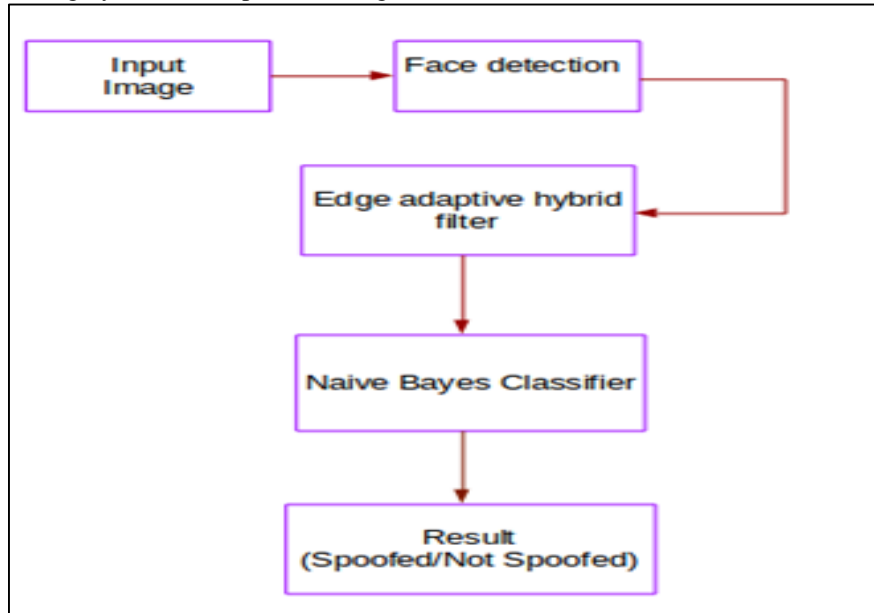 Input
Image
Face detection
Edge adaptive hybrid
filter
Naive Bayes Classifier
Result
(Spoofed/Not Spoofed)